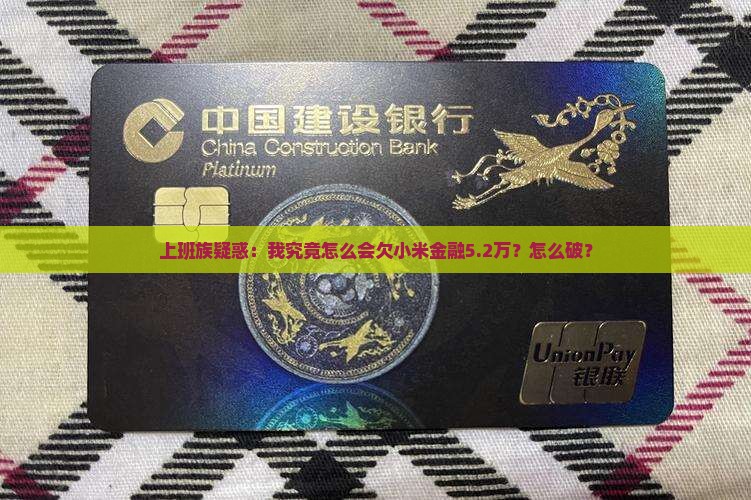 中国建设银行
China Construction Bank
Platinum
上班族疑惑：我究竟怎么会欠小米金融5.2万？怎么破？
UnionPay
银联